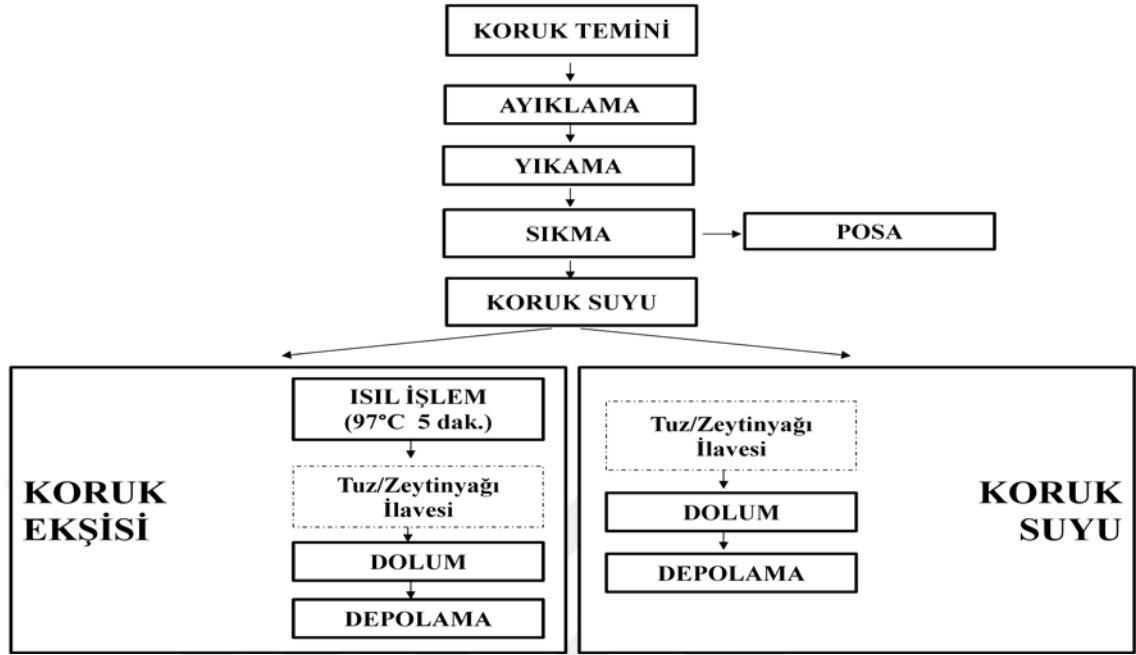 KORUK TEMİNİ
AYIKLAMA
YIKAMA
SIKMA
POSA
KORUK SUYU
KORUK
EKŞİSİ
ISIL İŞLEM
(97°C 5 dak.)
Tuz/Zeytinyağı
İlavesi
DOLUM
DEPOLAMA
Tuz/Zeytinyağı
İlavesi
DOLUM
DEPOLAMA
KORUK
SUYU